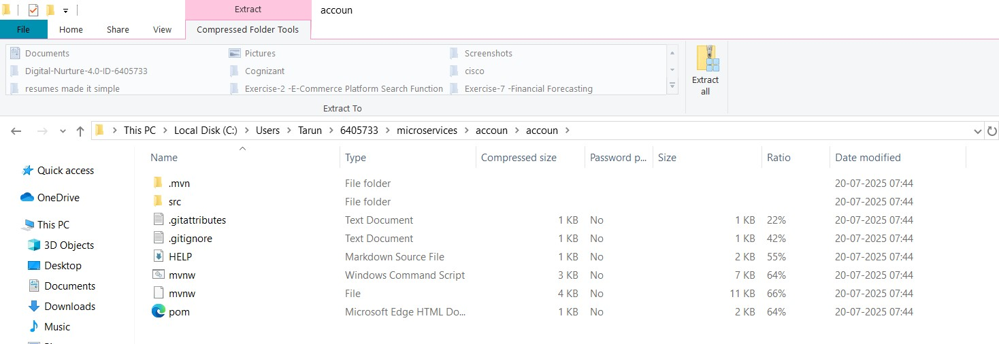 Extract accoun
File Home Share View Compressed Folder Tools
Documents Pictures Screenshots
Digital-Nurture-4.0-ID-6405733 Cognizant cisco
resumes made it simple Exercise-2 -E-Commerce Platform Search Function Exercise-7 -Financial Forecasting
Extract
all
Extract To
This PC Local Disk (C:) Users Tarun 6405733 microservices accoun accoun
Name Type Compressed size Password p... Size Ratio Date modified
.mvn File folder 20-07-2025 07:44
src File folder 20-07-2025 07:44
.gitattributes Text Document 1 KB No 1 KB 22% 20-07-2025 07:44
.gitignore Text Document 1 KB No 1 KB 42% 20-07-2025 07:44
HELP Markdown Source File 1 KB No 2 KB 55% 20-07-2025 07:44
mvnw Windows Command Script 3 KB No 7 KB 64% 20-07-2025 07:44
mvnw File 4 KB No 11 KB 66% 20-07-2025 07:44
pom Microsoft Edge HTML Do... 1 KB No 2 KB 64% 20-07-2025 07:44
Quick access
OneDrive
This PC
3D Objects
Desktop
Documents
Downloads
Music